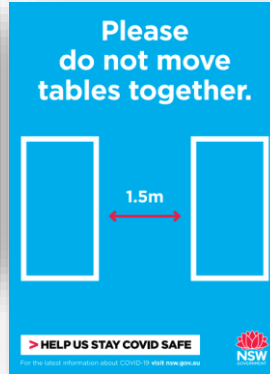 Please
do not move
tables together.
1.5m
> HELP US STAY COVID SAFE
For the latest information about COVID-19 visit nsw.gov.au
NSW
GOVERNMENT